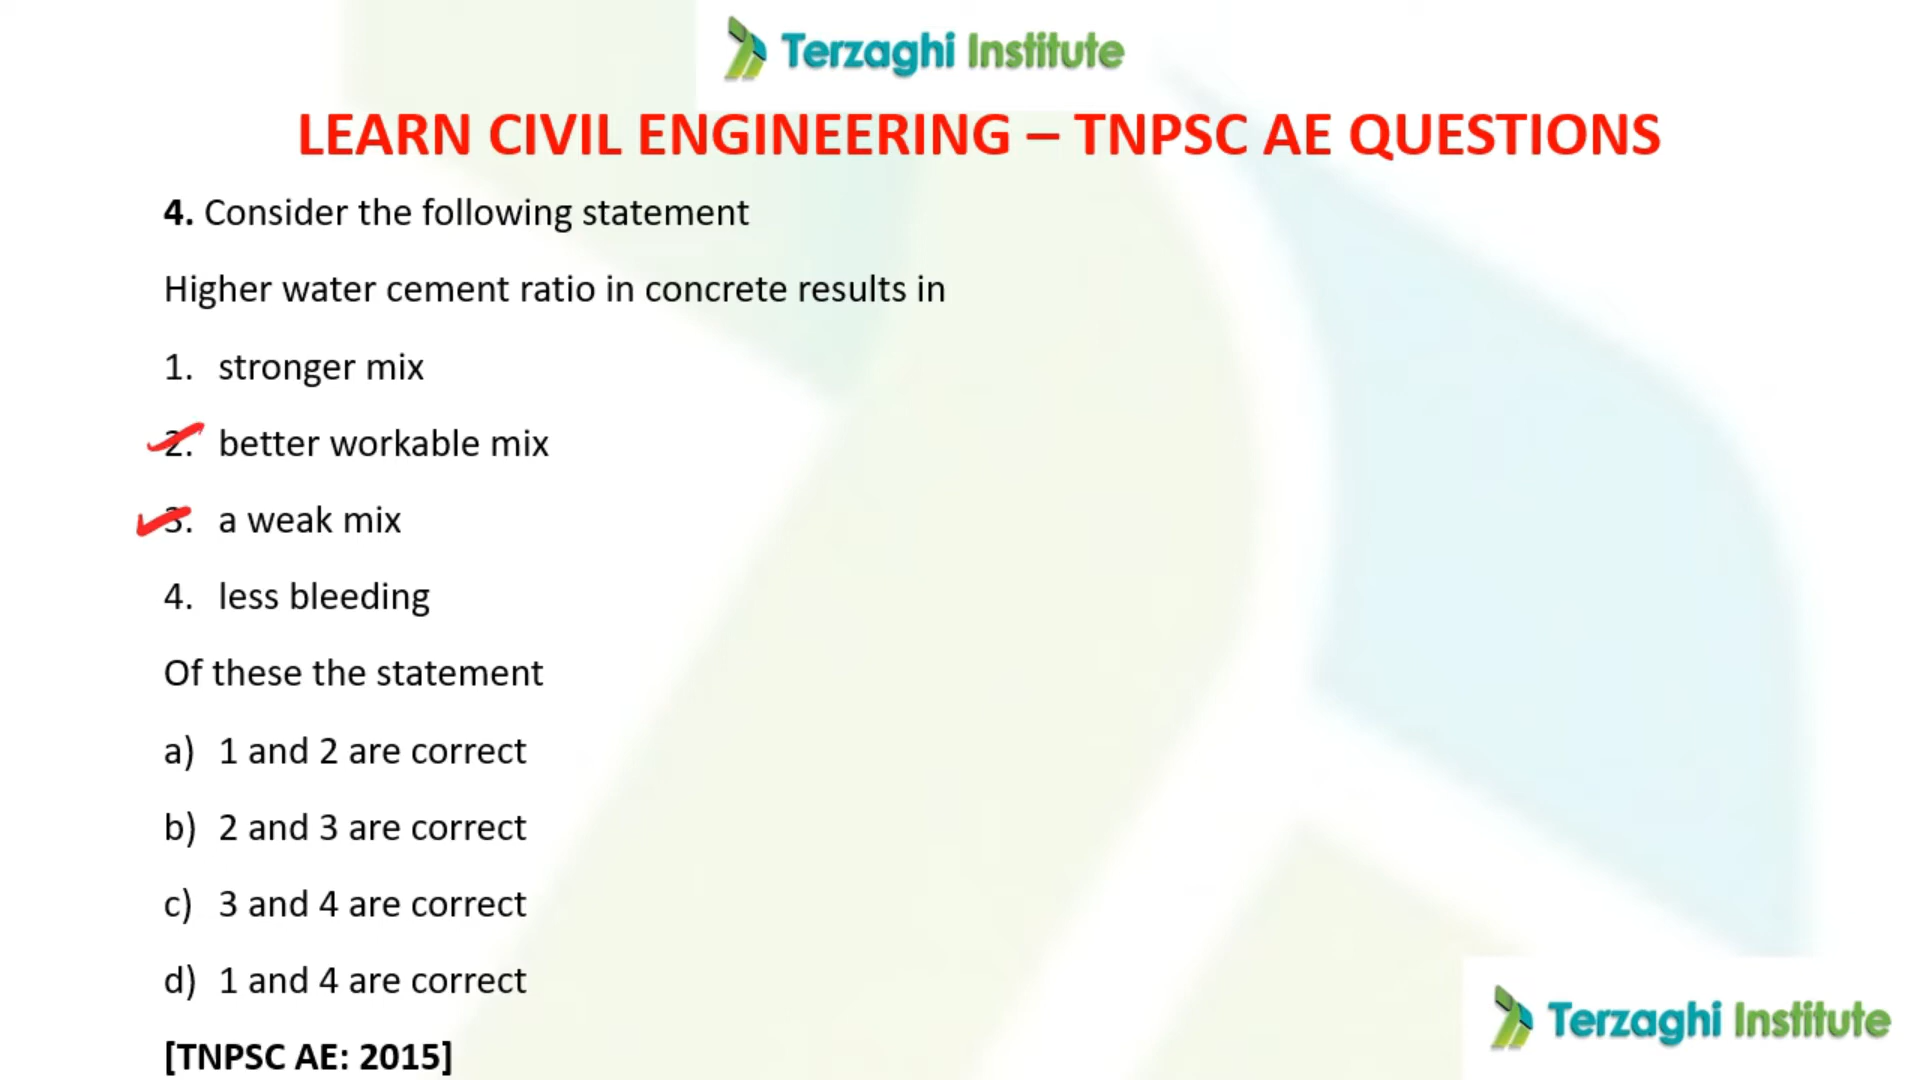 Terzaghi Institute
LEARN CIVIL ENGINEERING – TNPSC AE QUESTIONS
4. Consider the following statement
Higher water cement ratio in concrete results in
1. stronger mix
2. better workable mix
3. a weak mix
4. less bleeding
Of these the statement
a) 1 and 2 are correct
b) 2 and 3 are correct
c) 3 and 4 are correct
d) 1 and 4 are correct
[TNPSC AE: 2015]
Terzaghi Institute